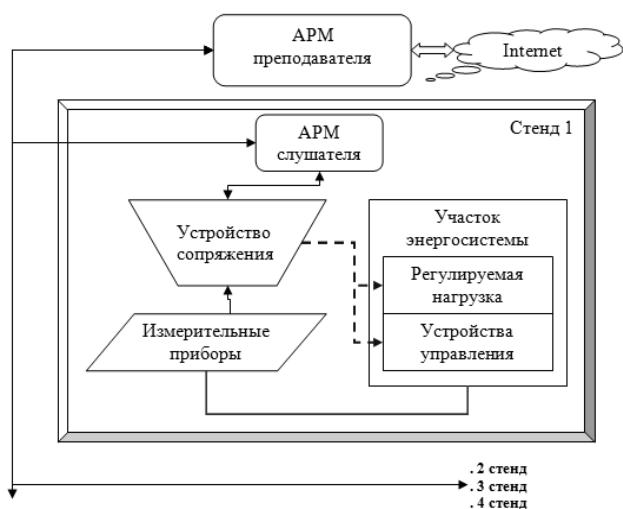 АРМ
преподавателя
Internet
Стенд 1
АРМ
слушателя
Устройство
сопряжения
Участок
энергосистемы
Регулируемая
нагрузка
Измерительные
приборы
Устройства
управления
. 2 стенд
. 3 стенд
. 4 стенд